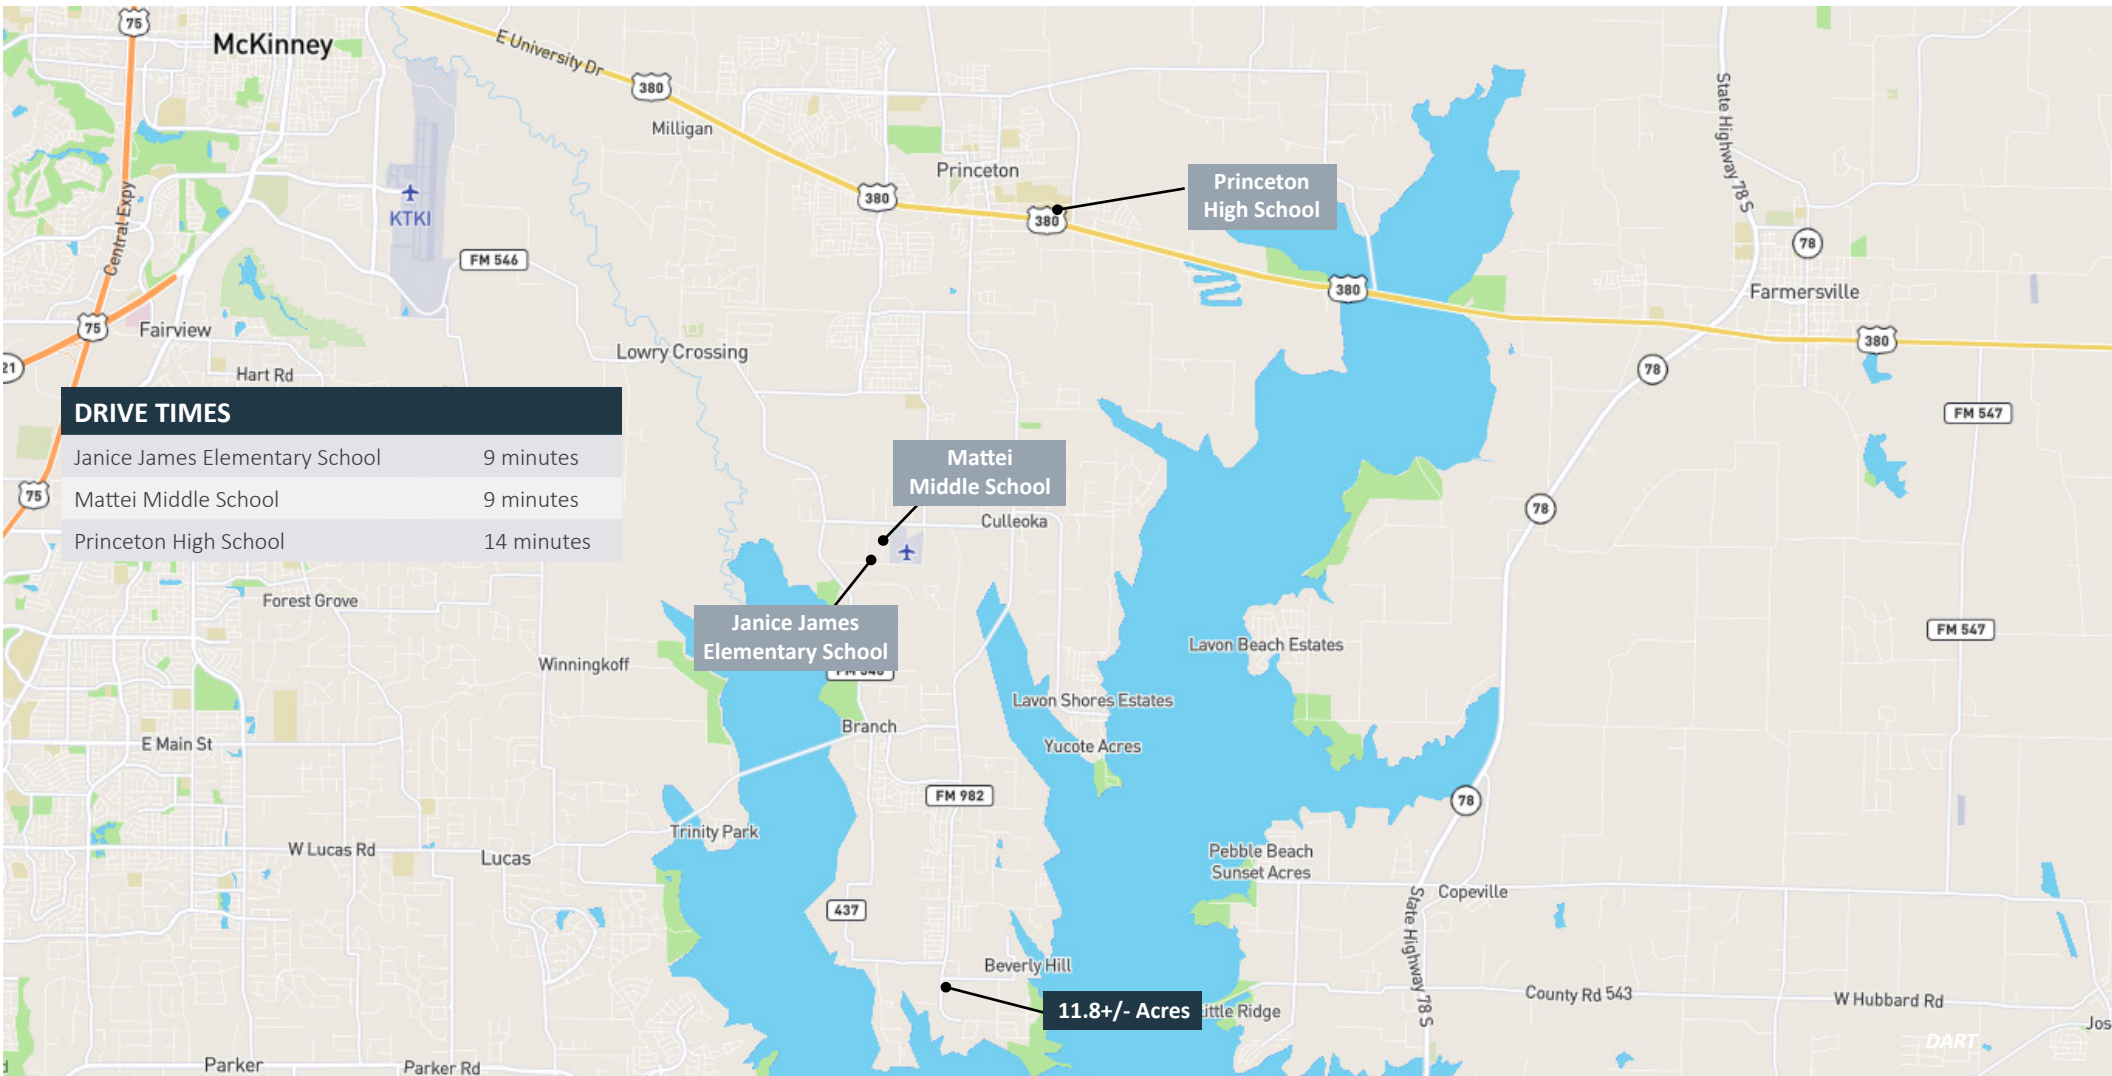 75
McKinney
E University Dr
380
Milligan
State Highway 78 S
Princeton
Princeton
High School
380
380
KTKI
Central Expy
FM 546
78
380
Farmersville
75
Fairview
380
Lowry Crossing
21
Hart Rd
78
DRIVE TIMES
Janice James Elementary School 9 minutes
Mattei Middle School 9 minutes
Princeton High School 14 minutes
FM 547
75
Mattei
Middle School
78
Culleoka
Forest Grove
Janice James
Elementary School
FM 547
Lavon Beach Estates
Winningkoff
Lavon Shores Estates
Branch
E Main St
Yucote Acres
FM 982
78
Trinity Park
W Lucas Rd
Lucas
Pebble Beach
Sunset Acres
Copeville
437
State Highway 78 S
Beverly Hill
County Rd 543
W Hubbard Rd
11.8+/- Acres
Little Ridge
Jos
DART
Parker
Parker Rd